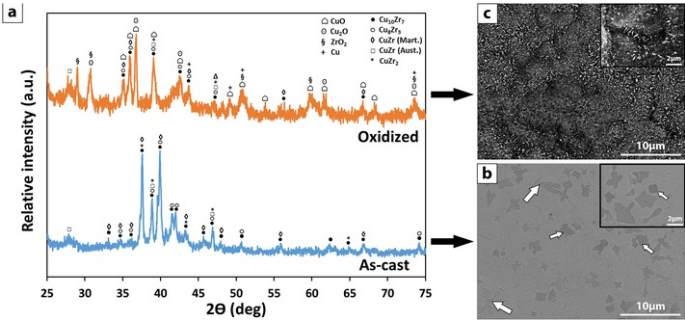 a
CuO
Cu₂O
ZrO₂
Cu
Cu₁₀Zr₇
Cu₈Zr₃
CuZr (Mart.)
CuZr (Aust.)
CuZr₂
Relative intensity (a.u.)
Oxidized
As-cast
25 30 35 40 45 50 55 60 65 70 75
2Θ (deg)
c
2μm
10μm
b
2μm
10μm